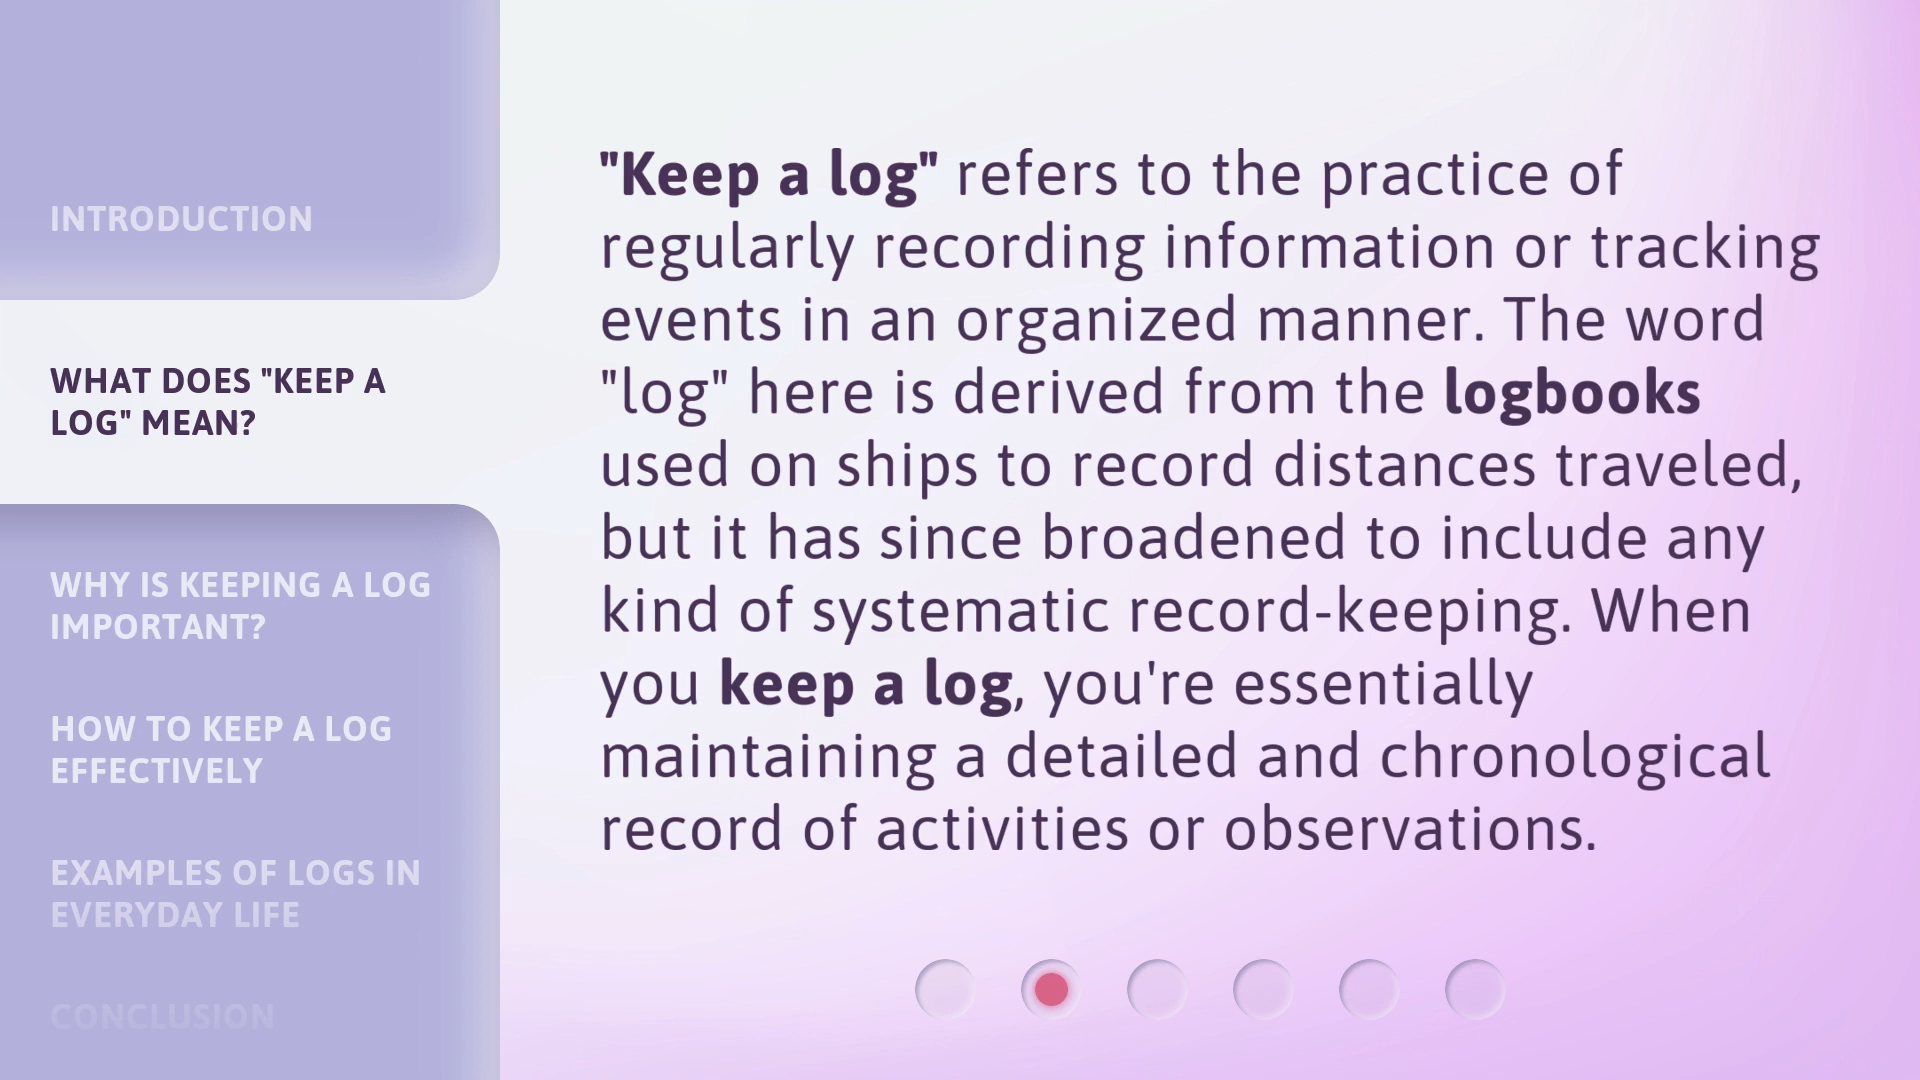 INTRODUCTION
WHAT DOES "KEEP A
LOG" MEAN?
WHY IS KEEPING A LOG
IMPORTANT?
HOW TO KEEP A LOG
EFFECTIVELY
EXAMPLES OF LOGS IN
EVERYDAY LIFE
CONCLUSION
"Keep a log" refers to the practice of
regularly recording information or tracking
events in an organized manner. The word
"log" here is derived from the logbooks
used on ships to record distances traveled,
but it has since broadened to include any
kind of systematic record-keeping. When
you keep a log, you're essentially
maintaining a detailed and chronological
record of activities or observations.